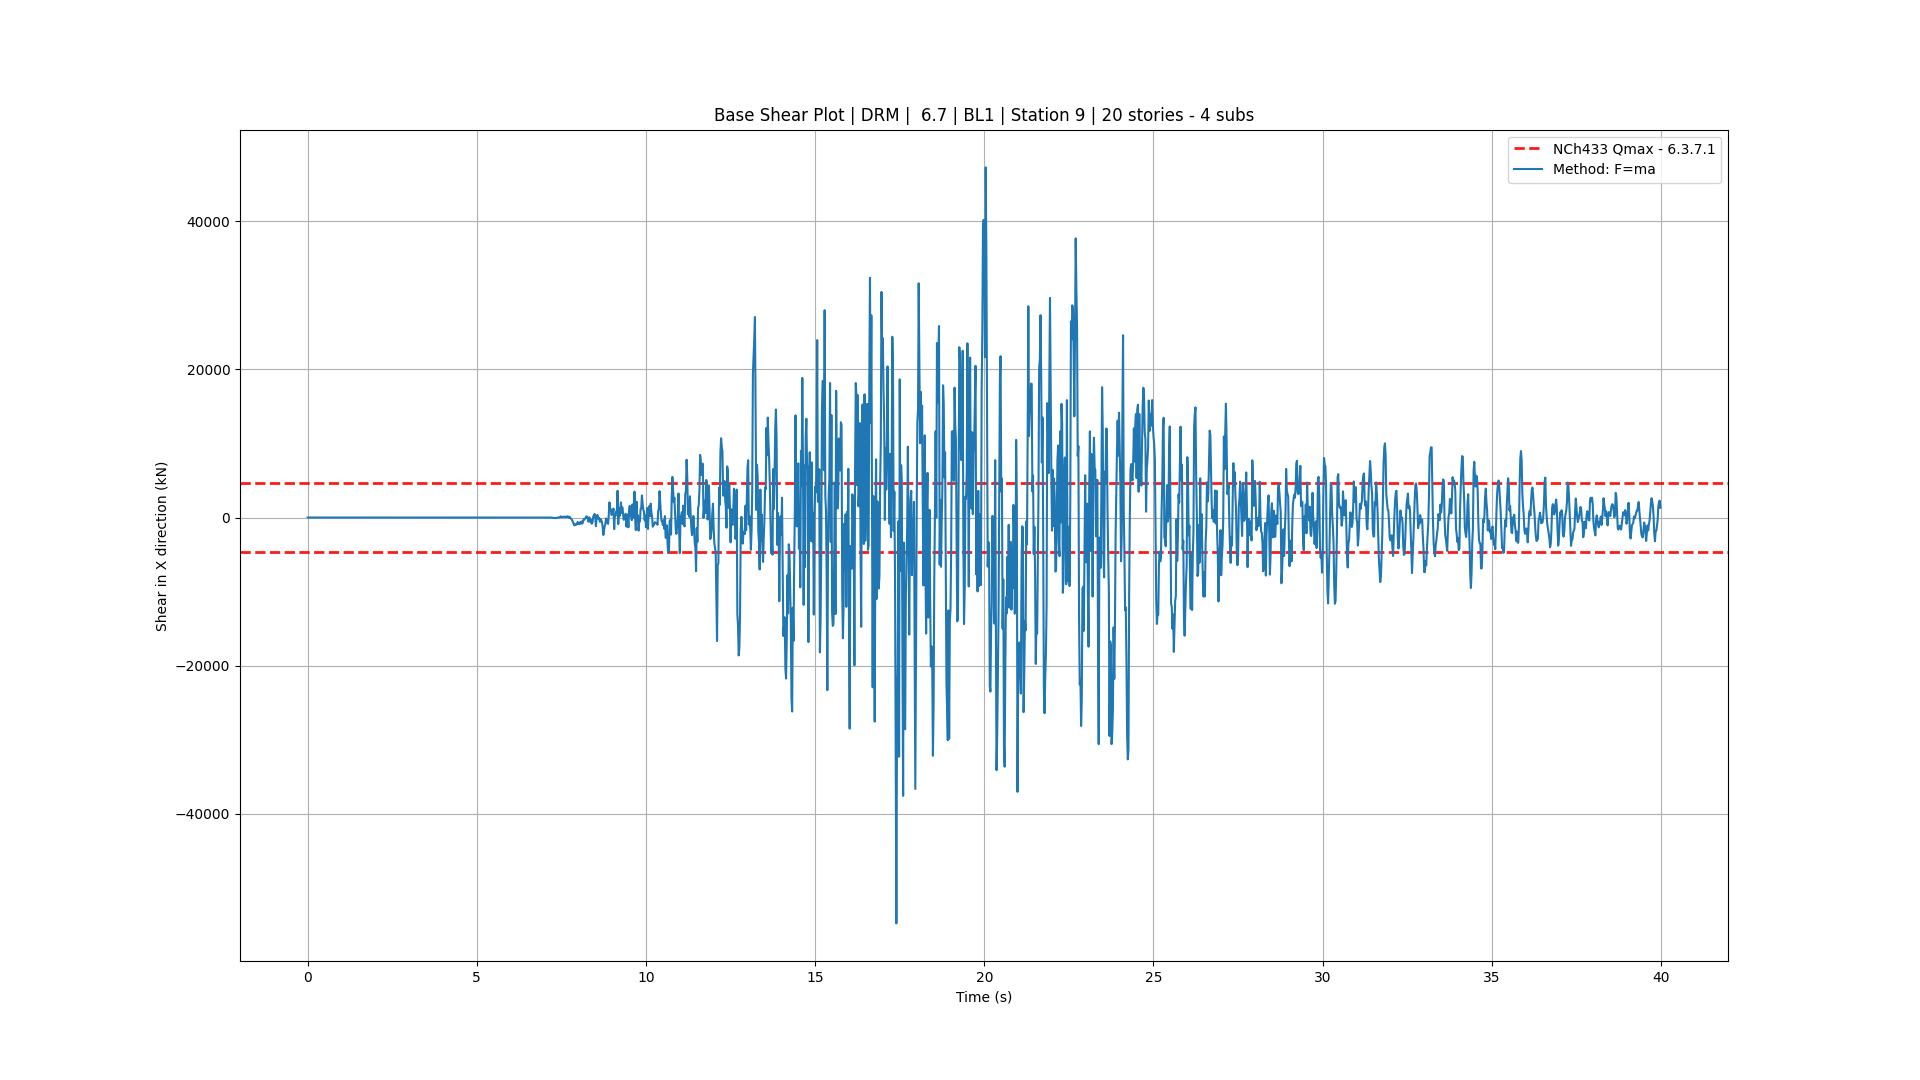 Base Shear Plot | DRM |  6.7 | BL1 | Station 9 | 20 stories - 4 subs
NCh433 Qmax - 6.3.7.1
Method: F=ma
Shear in X direction (kN)
40000
20000
0
−20000
−40000
0 5 10 15 20 25 30 35 40
Time (s)